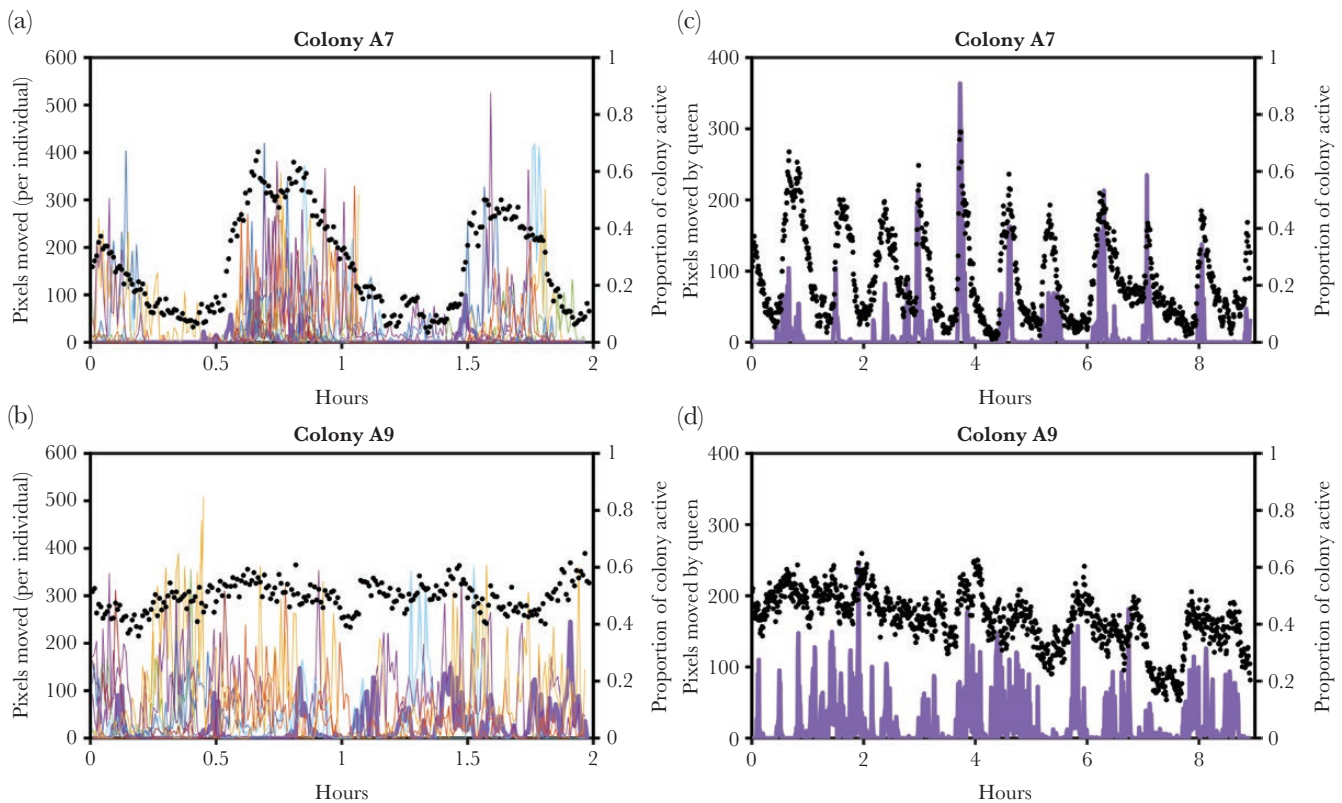 (a)
Colony A7
600
500
400
300
200
100
0
Pixels moved (per individual)
1
0.8
0.6
0.4
0.2
0
Proportion of colony active
0 0.5 1 1.5 2
Hours
(c)
Colony A7
400
300
200
100
0
Pixels moved by queen
1
0.8
0.6
0.4
0.2
0
Proportion of colony active
0 2 4 6 8
Hours
(b)
Colony A9
600
500
400
300
200
100
0
Pixels moved (per individual)
1
0.8
0.6
0.4
0.2
0
Proportion of colony active
0 0.5 1 1.5 2
Hours
(d)
Colony A9
400
300
200
100
0
Pixels moved by queen
1
0.8
0.6
0.4
0.2
0
Proportion of colony active
0 2 4 6 8
Hours